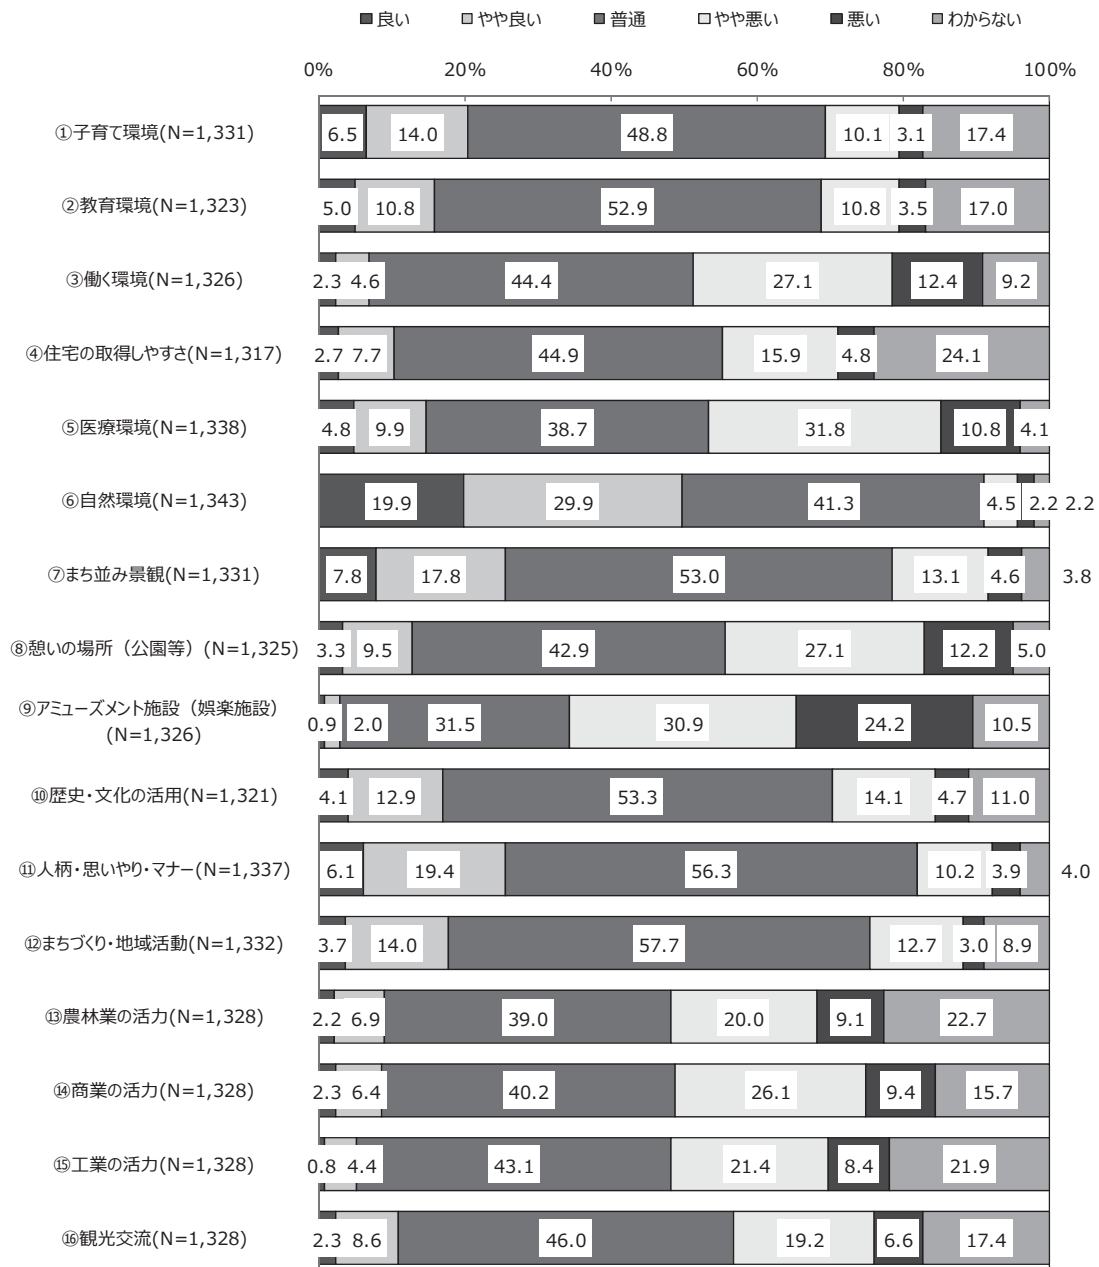 ■良い □やや良い ■普通 □やや悪い ■悪い ■わからない
0% 20% 40% 60% 80% 100%
①子育て環境(N=1,331) 6.5 14.0 48.8 10.1 3.1 17.4
②教育環境(N=1,323) 5.0 10.8 52.9 10.8 3.5 17.0
③働く環境(N=1,326) 2.3 4.6 44.4 27.1 12.4 9.2
④住宅の取得しやすさ(N=1,317) 2.7 7.7 44.9 15.9 4.8 24.1
⑤医療環境(N=1,338) 4.8 9.9 38.7 31.8 10.8 4.1
⑥自然環境(N=1,343) 19.9 29.9 41.3 4.5 2.2 2.2
⑦まち並み景観(N=1,331) 7.8 17.8 53.0 13.1 4.6 3.8
⑧憩いの場所（公園等）(N=1,325) 3.3 9.5 42.9 27.1 12.2 5.0
⑨アミューズメント施設（娯楽施設）
(N=1,326) 0.9 2.0 31.5 30.9 24.2 10.5
⑩歴史・文化の活用(N=1,321) 4.1 12.9 53.3 14.1 4.7 11.0
⑪人柄・思いやり・マナー(N=1,337) 6.1 19.4 56.3 10.2 3.9 4.0
⑫まちづくり・地域活動(N=1,332) 3.7 14.0 57.7 12.7 3.0 8.9
⑬農林業の活力(N=1,328) 2.2 6.9 39.0 20.0 9.1 22.7
⑭商業の活力(N=1,328) 2.3 6.4 40.2 26.1 9.4 15.7
⑮工業の活力(N=1,328) 0.8 4.4 43.1 21.4 8.4 21.9
⑯観光交流(N=1,328) 2.3 8.6 46.0 19.2 6.6 17.4